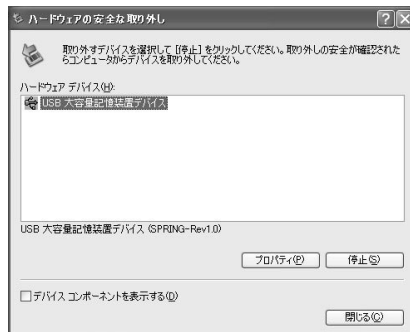 ハードウェアの安全な取り外し
取り外すデバイスを選択して [停止] をクリックしてください。取り外しの安全が確認された
らコンピュータからデバイスを取り外してください。
ハードウェア デバイス(H):
USB 大容量記憶装置デバイス
USB 大容量記憶装置デバイス (SPRING-Rev1.0)
プロパティ(P) 停止(S)
デバイス コンポーネントを表示する(D)
閉じる(C)